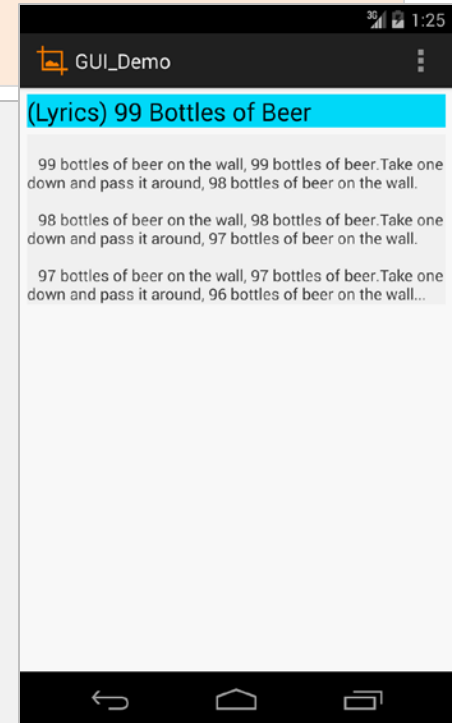 3G 1:25
GUI_Demo
(Lyrics) 99 Bottles of Beer
99 bottles of beer on the wall, 99 bottles of beer.Take one
down and pass it around, 98 bottles of beer on the wall.
98 bottles of beer on the wall, 98 bottles of beer.Take one
down and pass it around, 97 bottles of beer on the wall.
97 bottles of beer on the wall, 97 bottles of beer.Take one
down and pass it around, 96 bottles of beer on the wall...